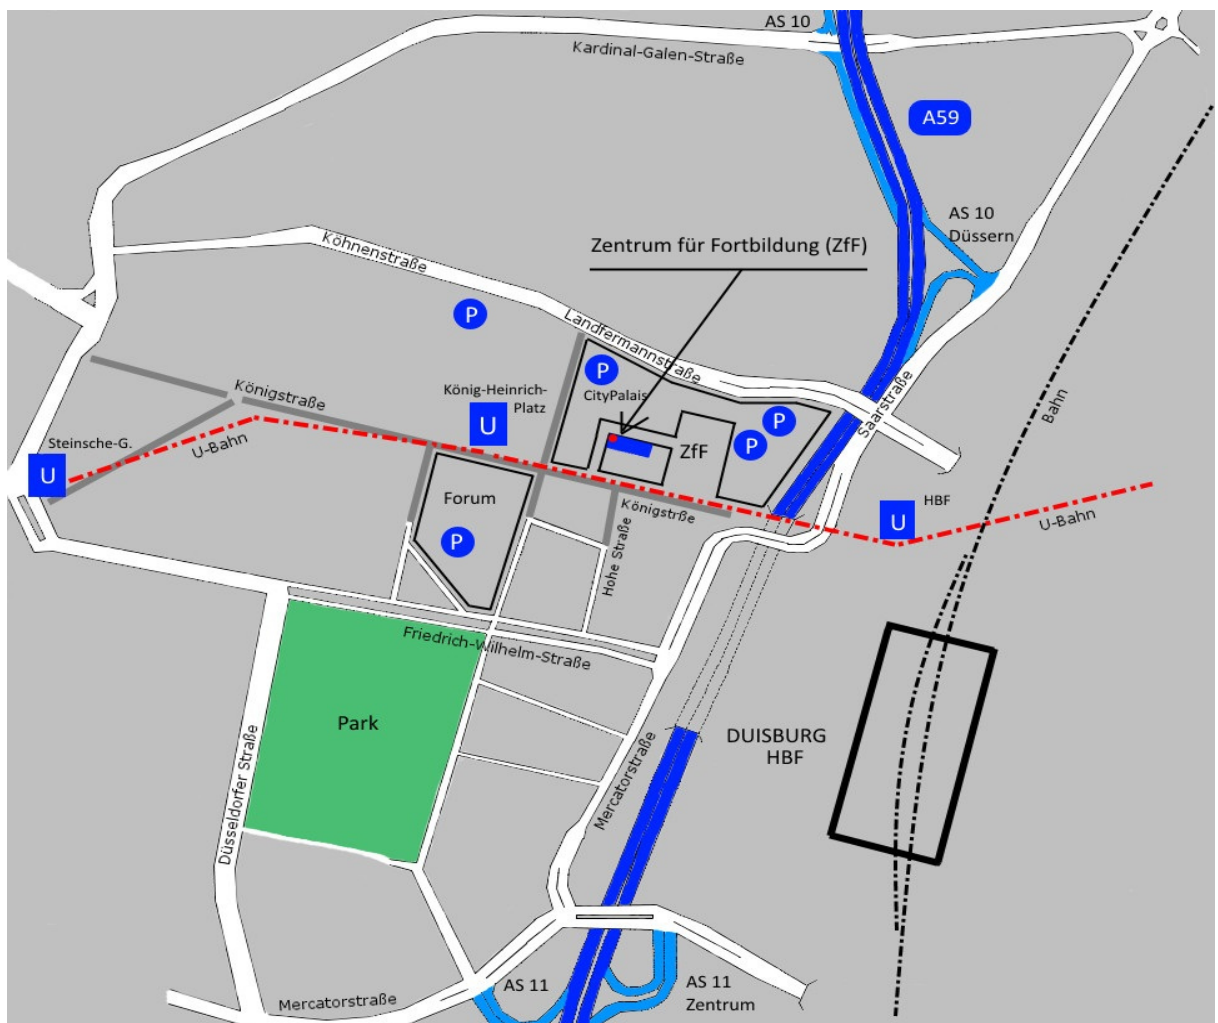 AS 10
Kardinal-Galen-Straße
A59
AS 10
Düssern
Köhnenstraße
Zentrum für Fortbildung (ZfF)
P
Landfermannstraße
Bahn
König-Heinrich-
Platz
P
CityPalais
Saarstraße
Königstraße
U
P
P
Steinsche-G.
U-Bahn
ZfF
U
Forum
HBF
U
U-Bahn
Königstrße
P
Hohe Straße
Friedrich-Wilhelm-Straße
Park
DUISBURG
HBF
Düsseldorfer Straße
Mercatorstraße
AS 11
AS 11
Zentrum
Mercatorstraße